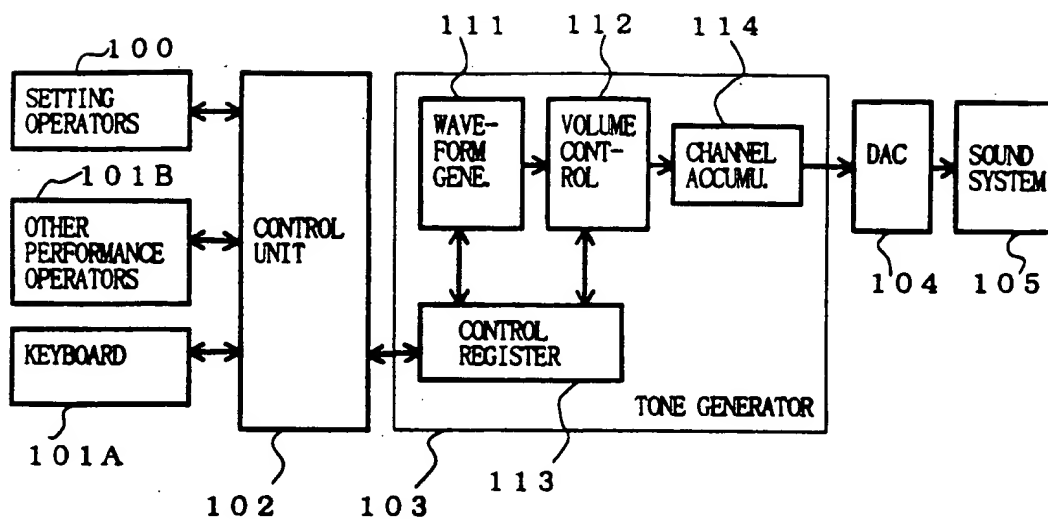 100
SETTING
OPERATORS
101B
OTHER
PERFORMANCE
OPERATORS
KEYBOARD
101A
CONTROL
UNIT
102
111
WAVE-
FORM
GENE.
112
VOLUME
CONT-
ROL
114
CHANNEL
ACCUMU.
CONTROL
REGISTER
113
TONE GENERATOR
103
DAC
104
SOUND
SYSTEM
105